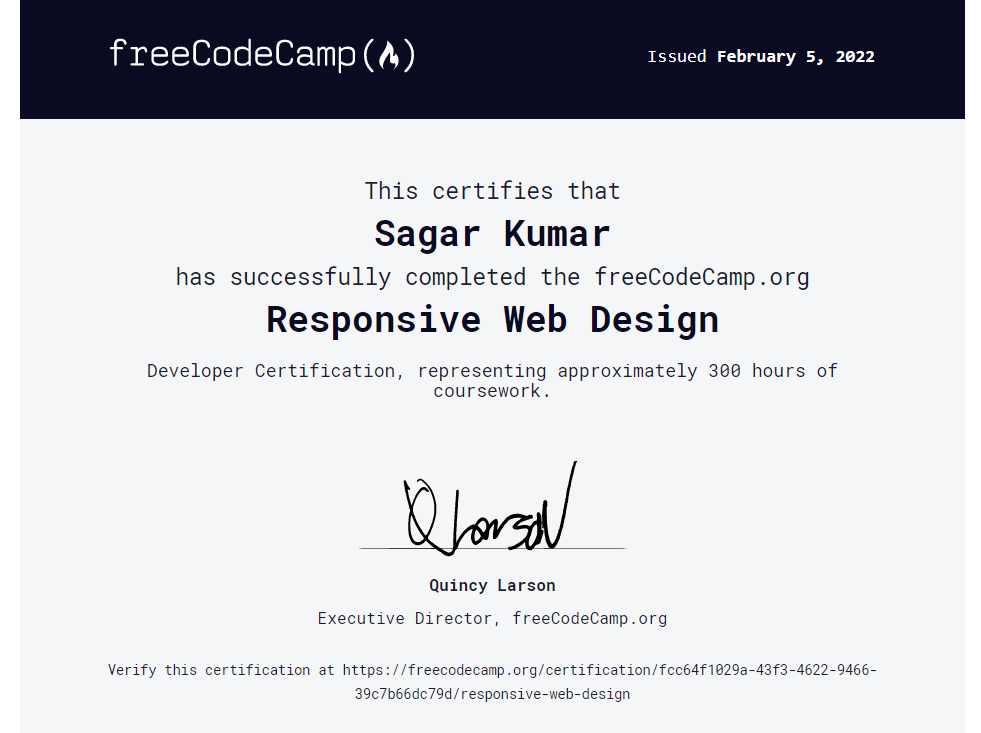 freeCodeCamp(🔥)
Issued February 5, 2022
This certifies that
Sagar Kumar
has successfully completed the freeCodeCamp.org
Responsive Web Design
Developer Certification, representing approximately 300 hours of
coursework.
Q Larson
Quincy Larson
Executive Director, freeCodeCamp.org
Verify this certification at https://freecodecamp.org/certification/fcc64f1029a-43f3-4622-9466-
39c7b66dc79d/responsive-web-design